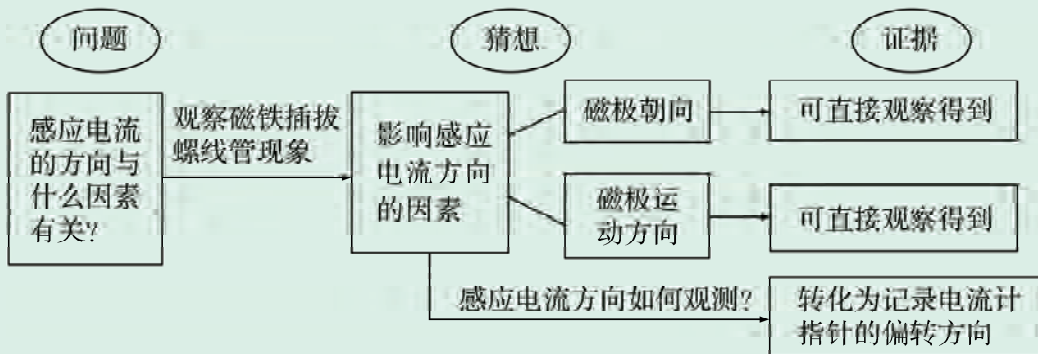 问题
猜想
证据
感应电流
的方向与
什么因素
有关?
观察磁铁插拔
螺线管现象
影响感应
电流方向
的因素
磁极朝向
可直接观察得到
磁极运
动方向
可直接观察得到
感应电流方向如何观测?
转化为记录电流计
指针的偏转方向